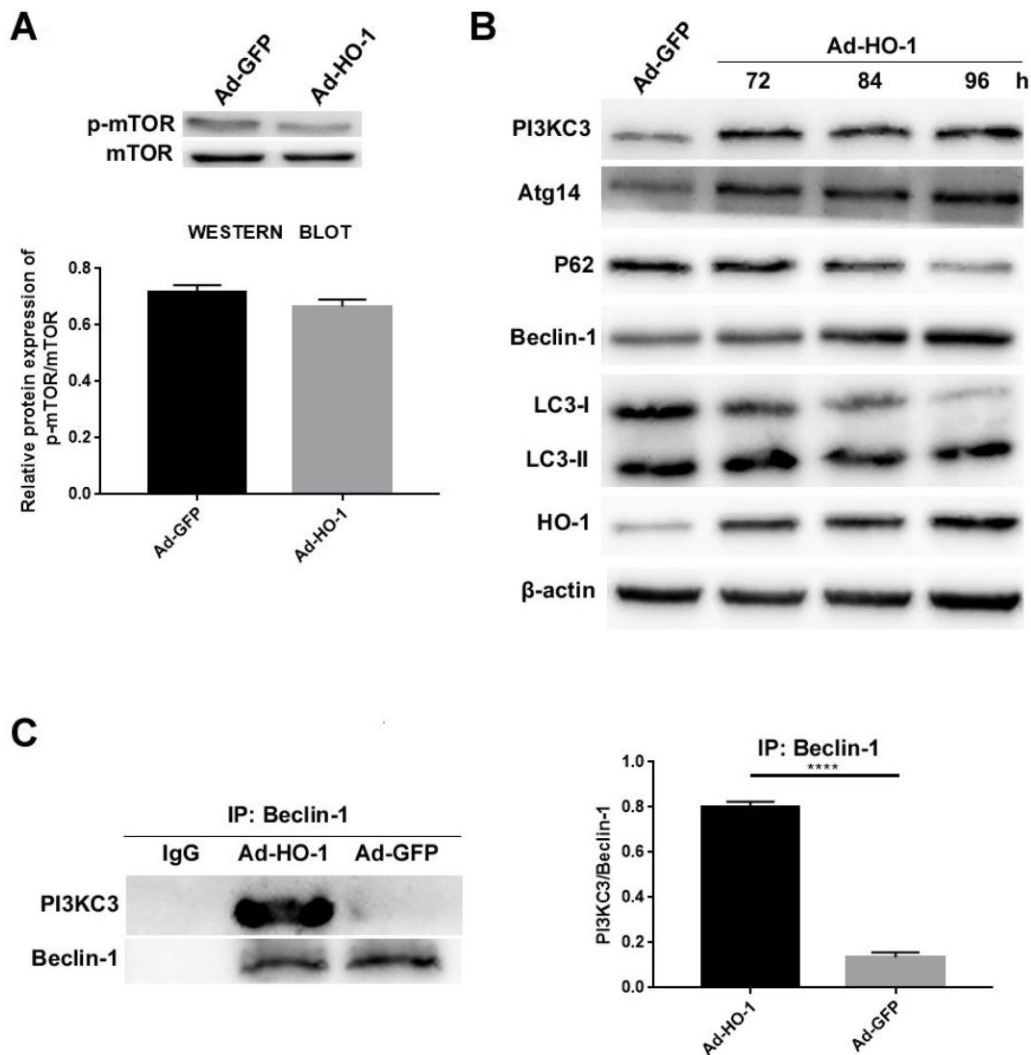 A
Ad-GFP
Ad-HO-1
p-mTOR
mTOR
WESTERN BLOT
Relative protein expression of
p-mTOR/mTOR
0.8
0.6
0.4
0.2
0.0
Ad-GFP
Ad-HO-1
B
Ad-GFP
Ad-HO-1
72 84 96 h
PI3KC3
Atg14
P62
Beclin-1
LC3-I
LC3-II
HO-1
β-actin
C
IP: Beclin-1
IgG Ad-HO-1 Ad-GFP
PI3KC3
Beclin-1
IP: Beclin-1
****
PI3KC3/Beclin-1
1.0
0.8
0.6
0.4
0.2
0.0
Ad-HO-1
Ad-GFP